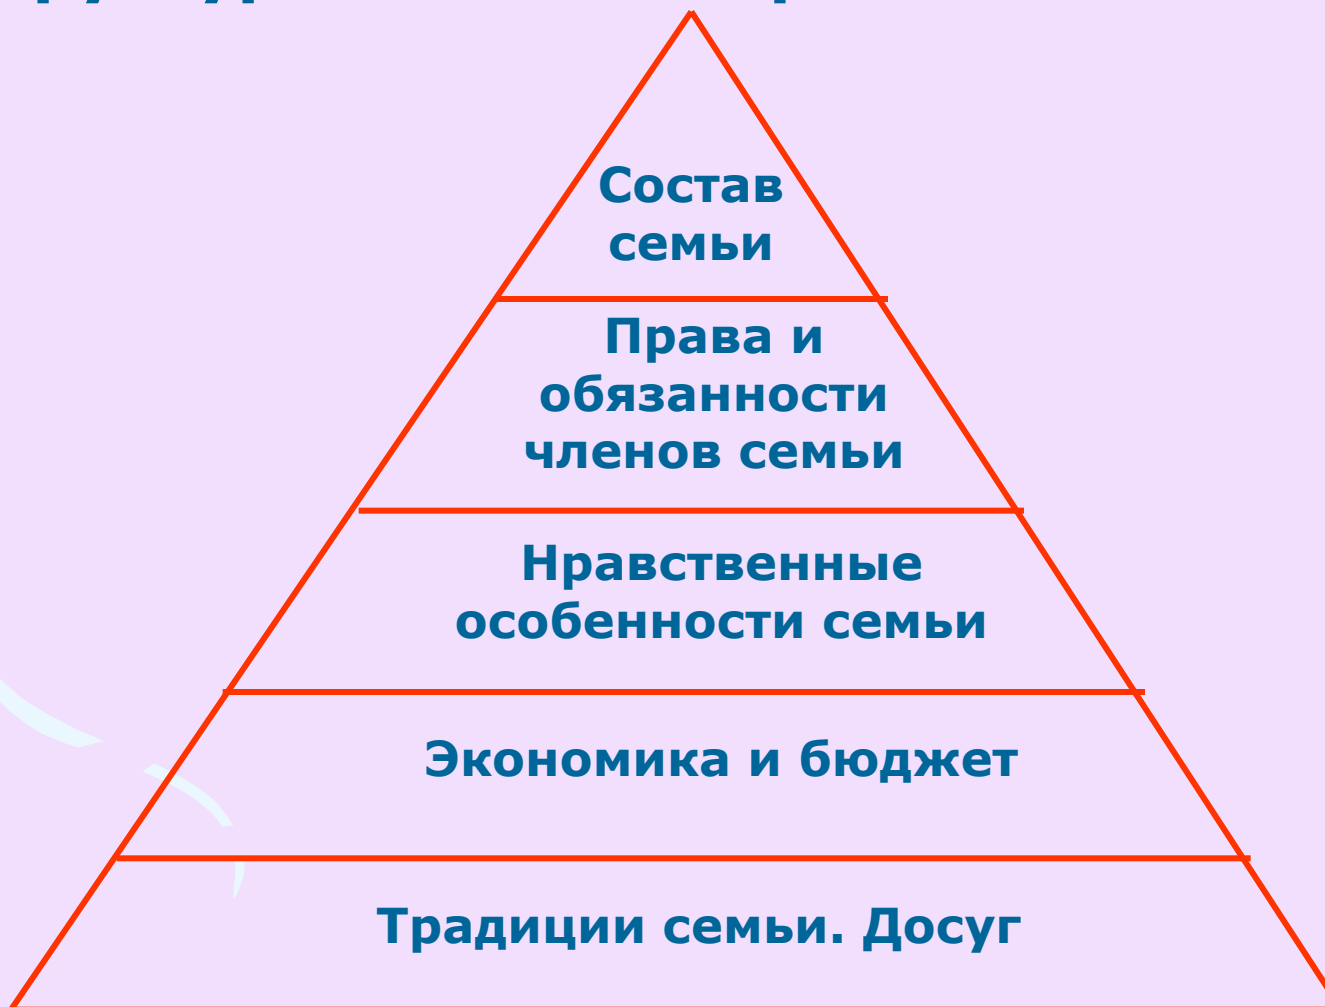 Состав
семьи
Права и
обязанности
членов семьи
Нравственные
особенности семьи
Экономика и бюджет
Традиции семьи. Досуг